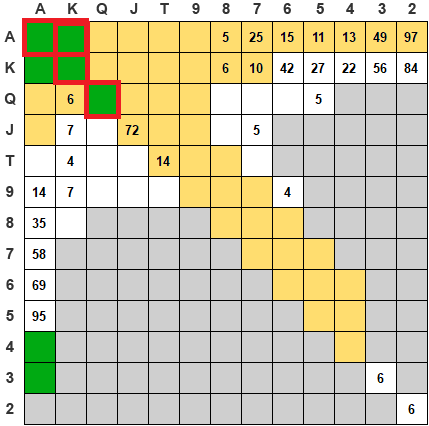 A K Q J T 9 8 7 6 5 4 3 2
A 5 25 15 11 13 49 97
K 6 10 42 27 22 56 84
Q 6 5
J 7 72 5
T 4 14
9 14 7 4
8 35
7 58
6 69
5 95
4
3 6
2 6